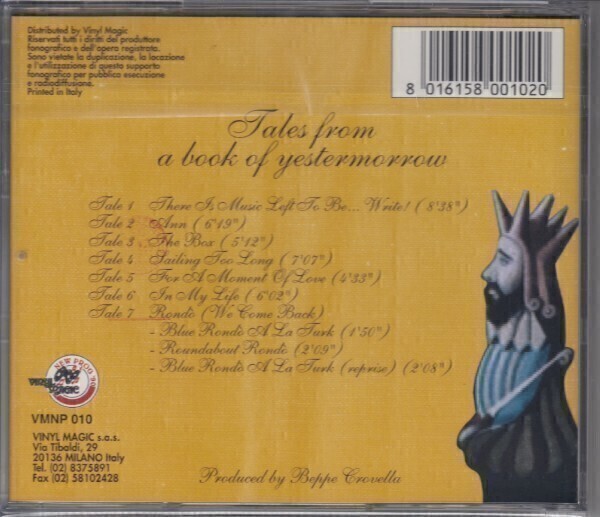 Distributed by Vinyl Magic
Riservati tutti i diritti del produttore
fonografico e dell'opera registrata.
Sono vietate la duplicazione, la locazione
e l'utilizzazione di questo supporto
fonografico per pubblica esecuzione
e radiodiffusione.
Printed in Italy
8 016158 001020
Tales from
a book of yestermorrow
Tale 1 There Is Music Left To Be... Write! (8'38")
Tale 2 Ann (6'19")
Tale 3 The Box (5'12")
Tale 4 Sailing Too Long (7'07")
Tale 5 For A Moment Of Love (4'33")
Tale 6 In My Life (6'02")
Tale 7 Rondò (We Come Back)
- Blue Rondò A La Turk (1'50")
- Roundabout Rondò (2'09")
- Blue Rondò A La Turk (reprise) (2'08")
NEW PROG '90
VINYL MAGIC
VMNP 010
VINYL MAGIC s.a.s.
Via Tibaldi, 29
20136 MILANO Italy
Tel. (02) 8375891
Fax (02) 58102428
Produced by Beppe Crovella